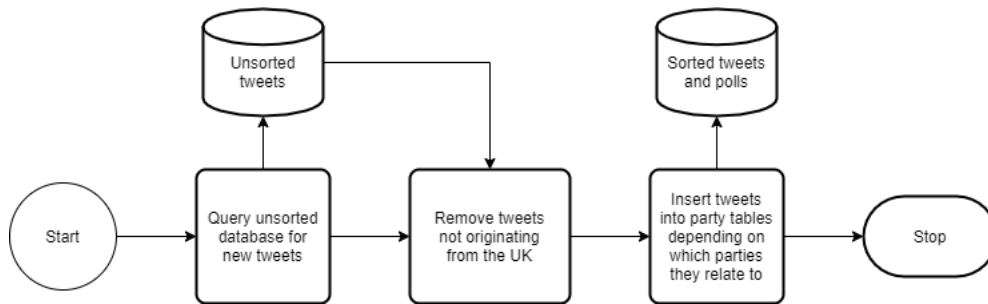 Unsorted
tweets
Sorted tweets
and polls
Start
Query unsorted
database for
new tweets
Remove tweets
not originating
from the UK
Insert tweets
into party tables
depending on
which parties
they relate to
Stop